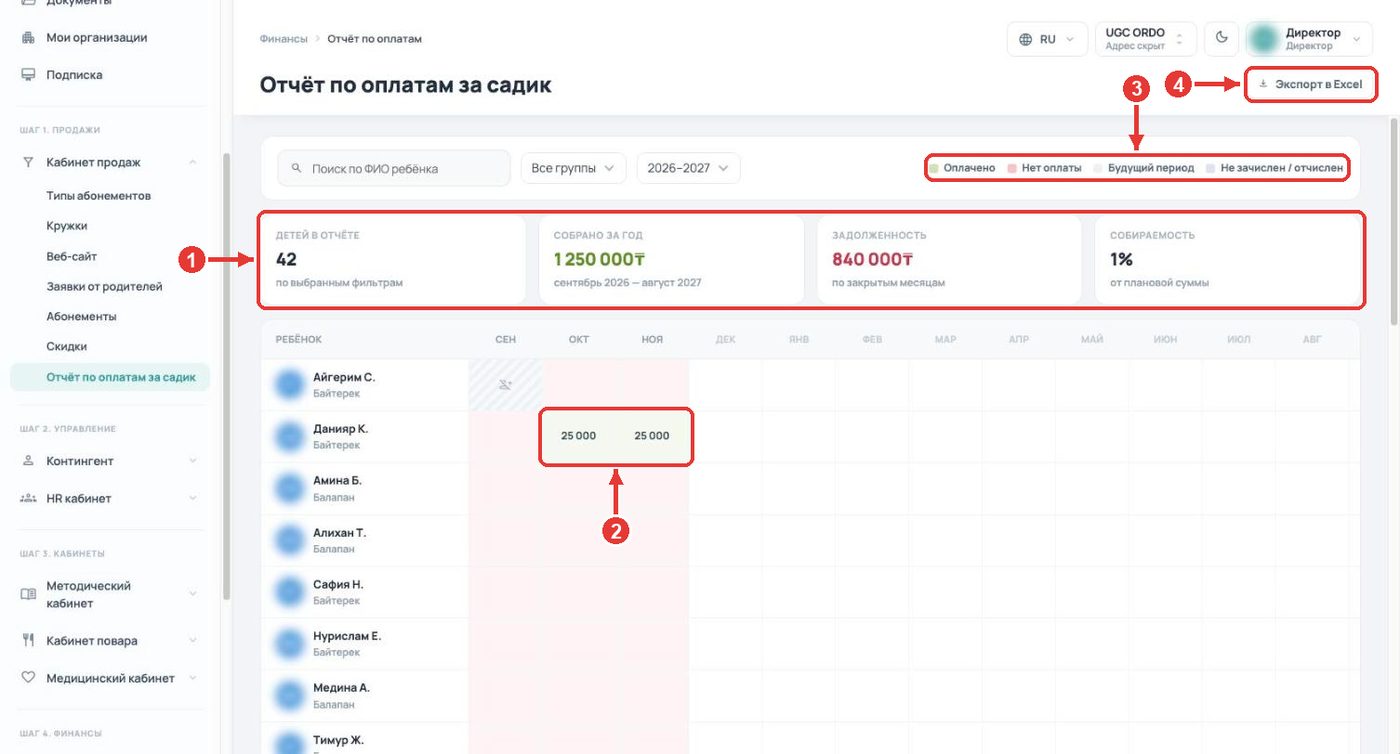 Документы
Мои организации
Подписка
ШАГ 1. ПРОДАЖИ
Кабинет продаж
Типы абонементов
Кружки
Веб-сайт
Заявки от родителей
Абонементы
Скидки
Отчёт по оплатам за садик
ШАГ 2. УПРАВЛЕНИЕ
Контингент
HR кабинет
ШАГ 3. КАБИНЕТЫ
Методический
кабинет
Кабинет повара
Медицинский кабинет
ШАГ 4. ФИНАНСЫ
Финансы > Отчёт по оплатам
RU
UGC ORDO
Адрес скрыт
Директор
Директор
Отчёт по оплатам за садик
3
4
Экспорт в Excel
Поиск по ФИО ребёнка
Все группы
2026–2027
Оплачено Нет оплаты Будущий период Не зачислен / отчислен
1
ДЕТЕЙ В ОТЧЁТЕ
42
по выбранным фильтрам
СОБРАНО ЗА ГОД
1 250 000₸
сентябрь 2026 — август 2027
ЗАДОЛЖЕННОСТЬ
840 000₸
по закрытым месяцам
СОБИРАЕМОСТЬ
1%
от плановой суммы
РЕБЁНОК СЕН ОКТ НОЯ ДЕК ЯНВ ФЕВ МАР АПР МАЙ ИЮН ИЮЛ АВГ
Айгерим С.
Байтерек
Данияр К.
Байтерек
25 000 25 000
Амина Б.
Балапан
2
Алихан Т.
Балапан
Сафия Н.
Байтерек
Нурислам Е.
Байтерек
Медина А.
Балапан
Тимур Ж.